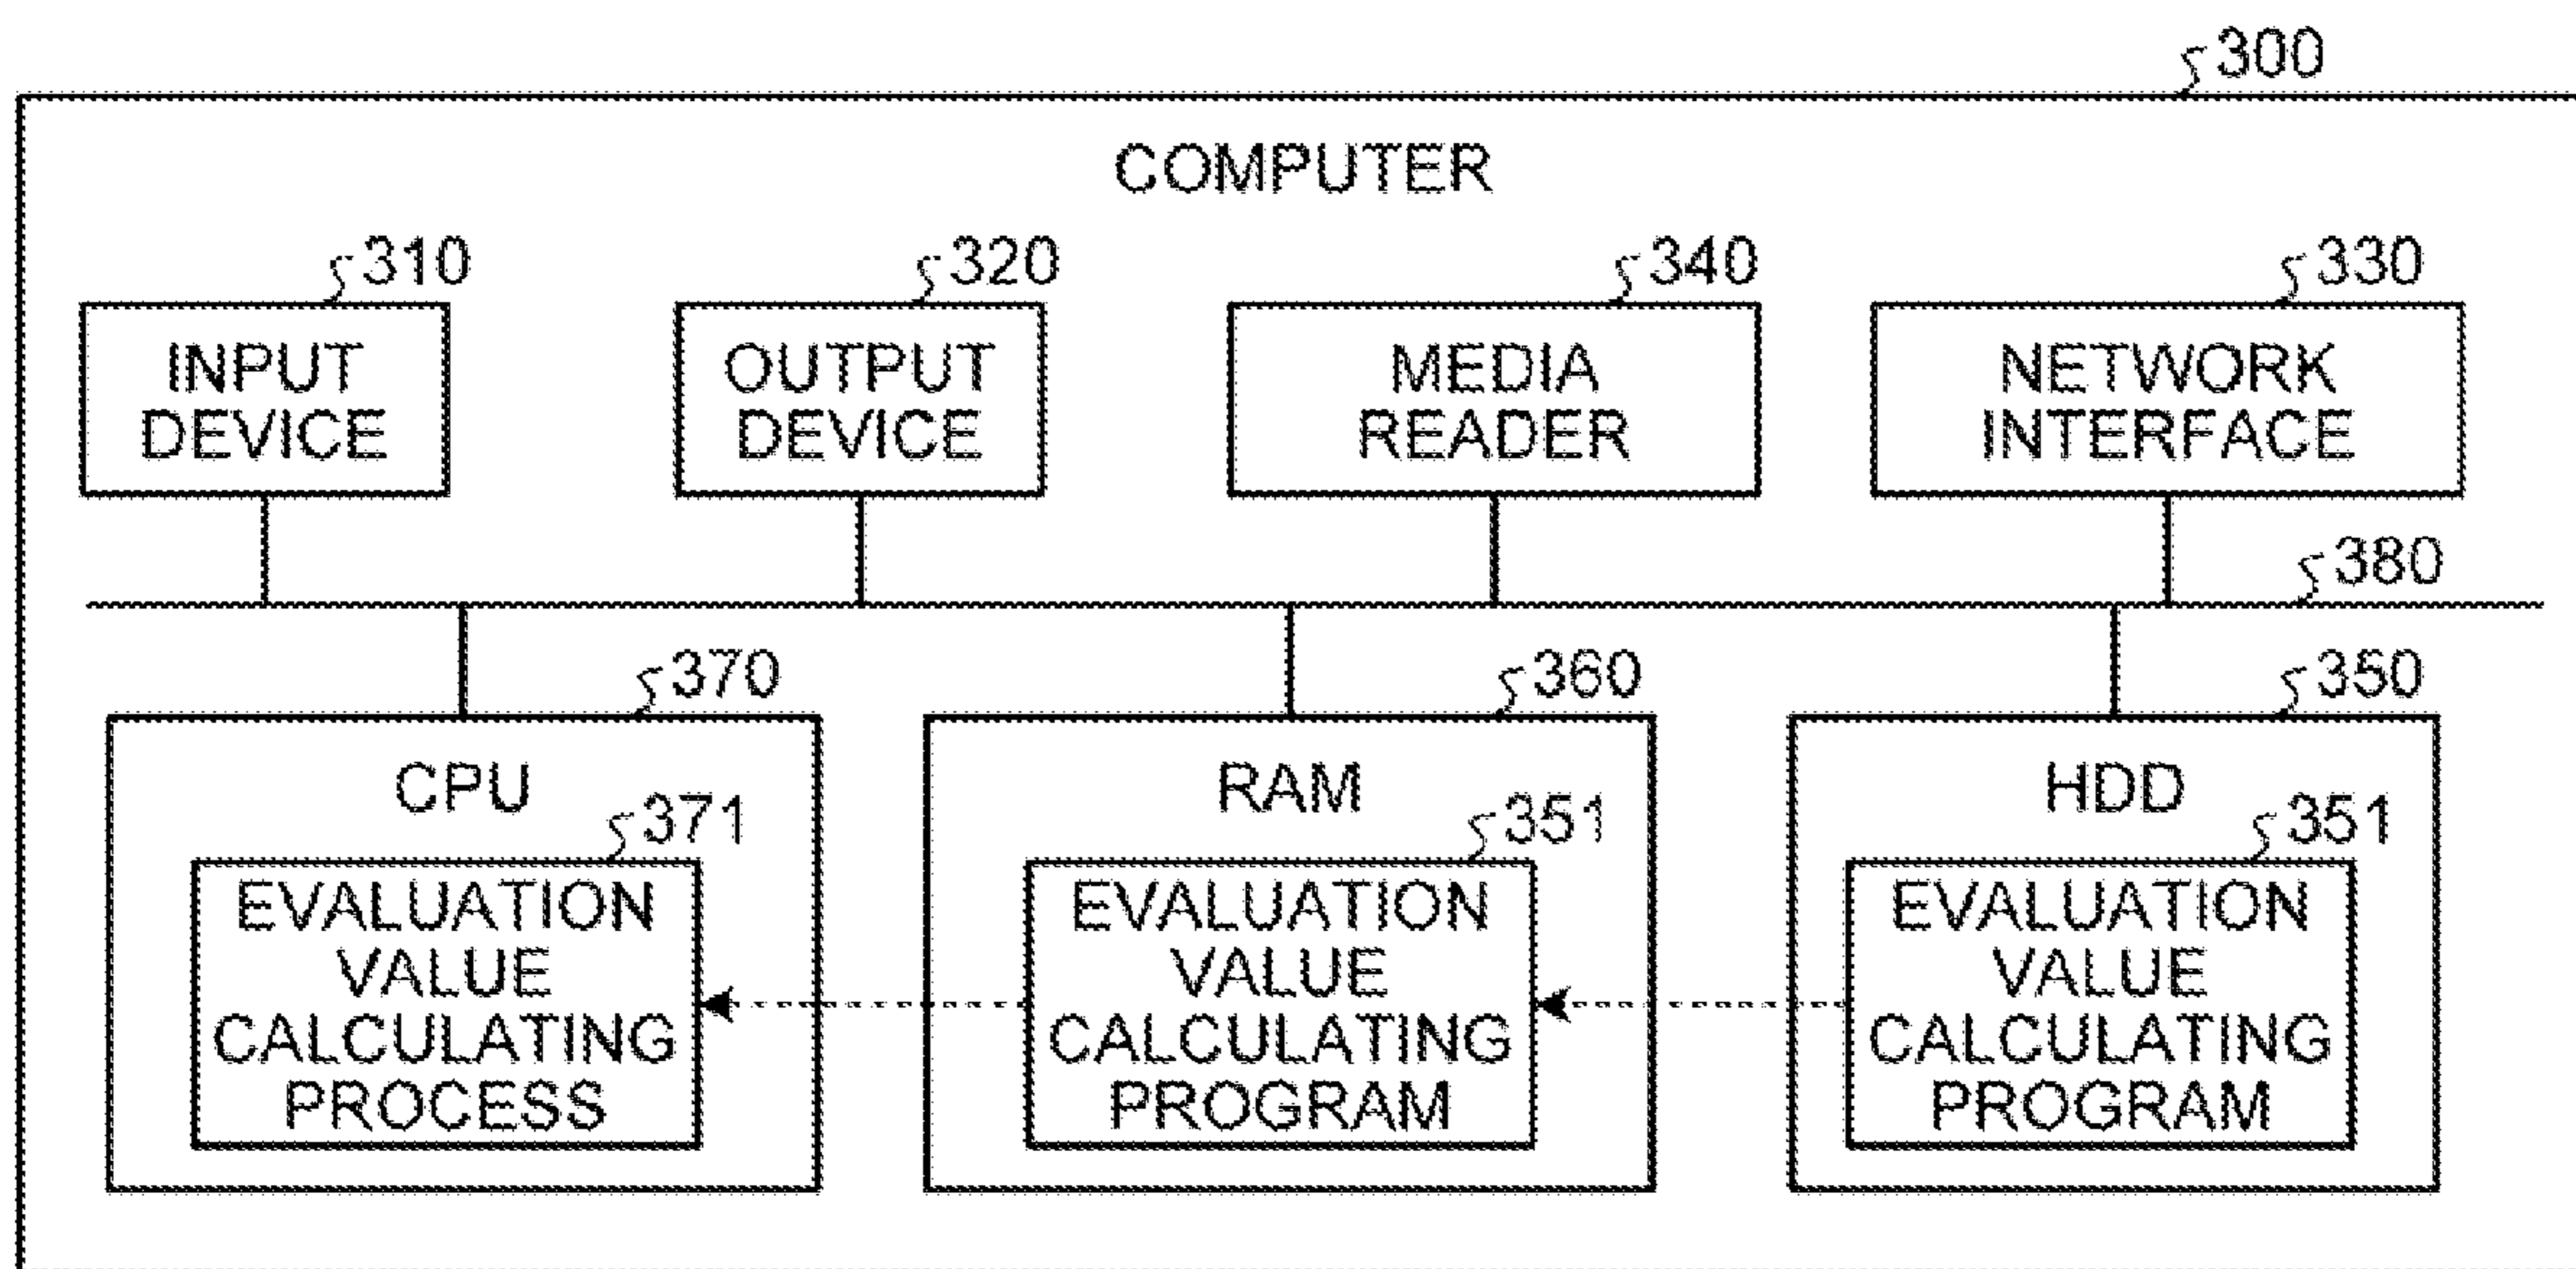 300
COMPUTER
310
320
340
330
INPUT
DEVICE
OUTPUT
DEVICE
MEDIA
READER
NETWORK
INTERFACE
380
370
360
350
CPU
RAM
HDD
371
351
351
EVALUATION
VALUE
CALCULATING
PROCESS
EVALUATION
VALUE
CALCULATING
PROGRAM
EVALUATION
VALUE
CALCULATING
PROGRAM